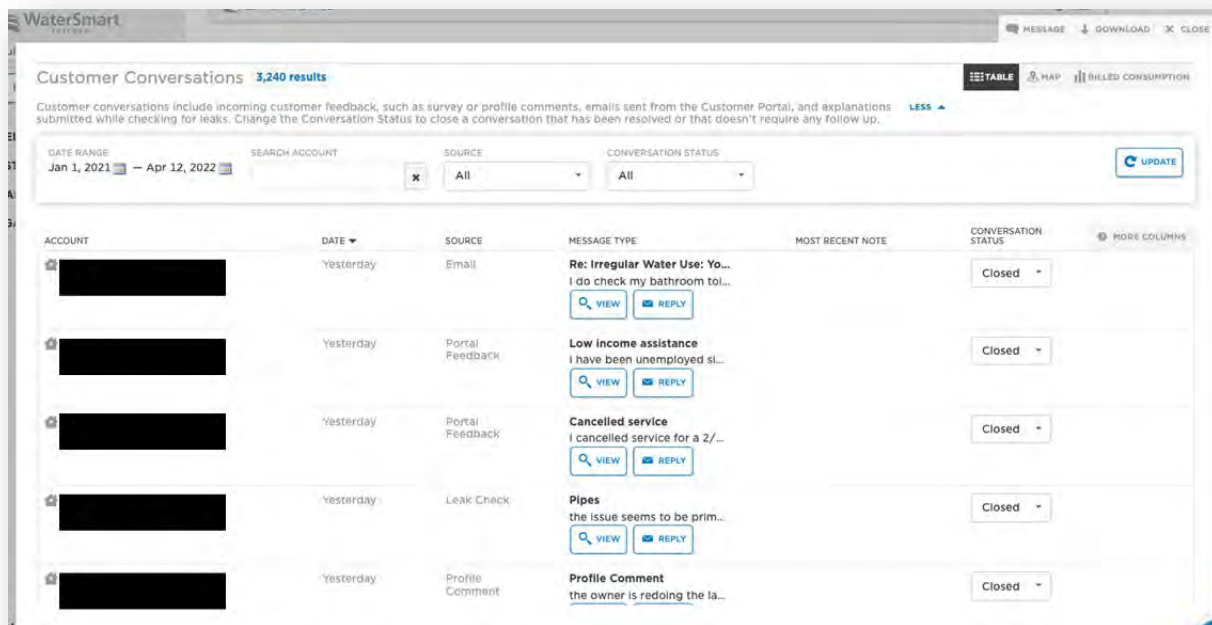 WaterSmart
MESSAGE DOWNLOAD X CLOSE
Customer Conversations 3,240 results
TABLE MAP BILLED CONSUMPTION
Customer conversations include incoming customer feedback, such as survey or profile comments, emails sent from the Customer Portal, and explanations LESS
submitted while checking for leaks. Change the Conversation Status to close a conversation that has been resolved or that doesn't require any follow up.
DATE RANGE SEARCH ACCOUNT SOURCE CONVERSATION STATUS
Jan 1, 2021 — Apr 12, 2022 All All UPDATE
ACCOUNT DATE SOURCE MESSAGE TYPE MOST RECENT NOTE CONVERSATION STATUS MORE COLUMNS
Yesterday Email Re: Irregular Water Use: Yo... Closed
I do check my bathroom toi...
VIEW REPLY
Yesterday Portal Feedback Low income assistance Closed
I have been unemployed si...
VIEW REPLY
Yesterday Portal Feedback Cancelled service Closed
I cancelled service for a 2/...
VIEW REPLY
Yesterday Leak Check Pipes Closed
the issue seems to be prim...
VIEW REPLY
Yesterday Profile Comment Profile Comment Closed
the owner is redoing the la...